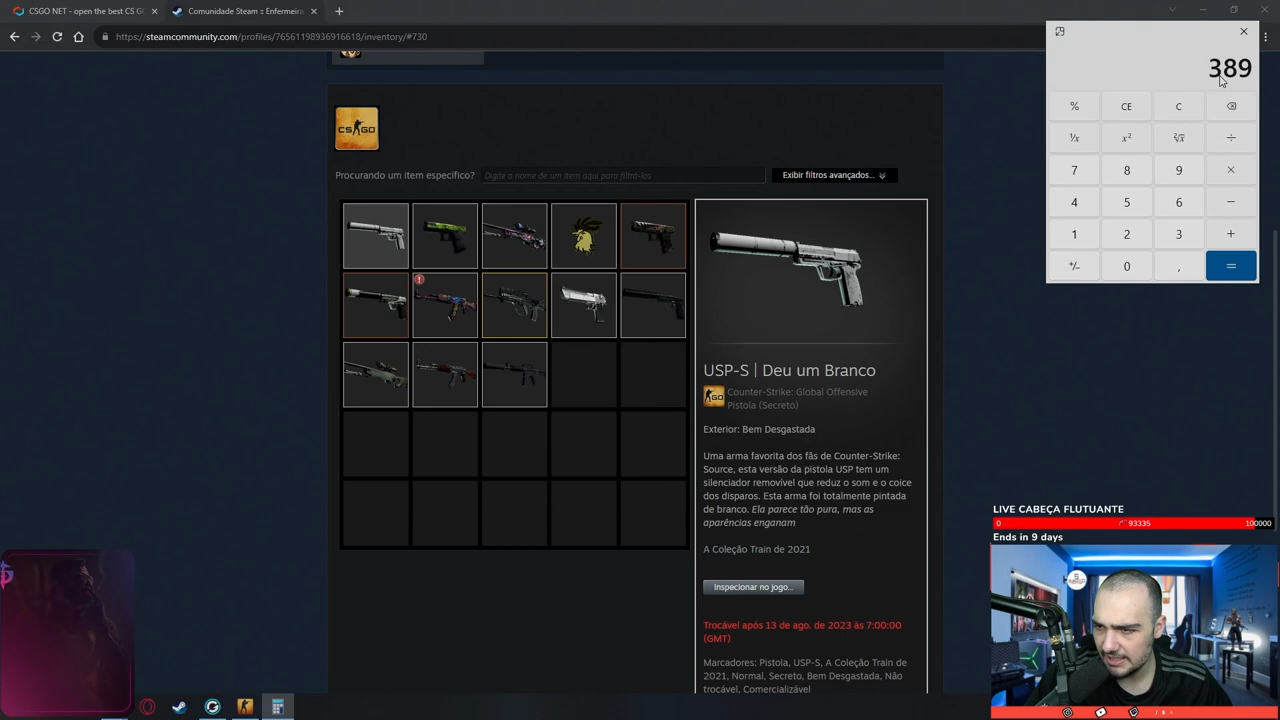 CSGO NET - open the best CS G
Comunidade Steam :: Enfermeira
https://steamcommunity.com/profiles/76561198936918618/inventory/#730
389
%
CE
C
÷
7
8
9
×
4
5
6
−
1
2
3
+
+/-
0
,
=
CS GO
Procurando um item específico?
Digite o nome de um item aqui para filtrá-los
Exibir filtros avançados...
USP-S | Deu um Branco
Counter-Strike: Global Offensive
Pistola (Secreto)
Exterior: Bem Desgastada
Uma arma favorita dos fãs de Counter-Strike:
Source, esta versão da pistola USP tem um
silenciador removível que reduz o som e o coice
dos disparos. Esta arma foi totalmente pintada
de branco. Ela parece tão pura, mas as
aparências enganam
A Coleção Train de 2021
Inspecionar no jogo...
Trocável após 13 de ago. de 2023 às 7:00:00
(GMT)
Marcadores: Pistola, USP-S, A Coleção Train de
2021, Normal, Secreto, Bem Desgastada, Não
trocável, Comercializável
LIVE CABEÇA FLUTUANTE
0
93335
100000
Ends in 9 days